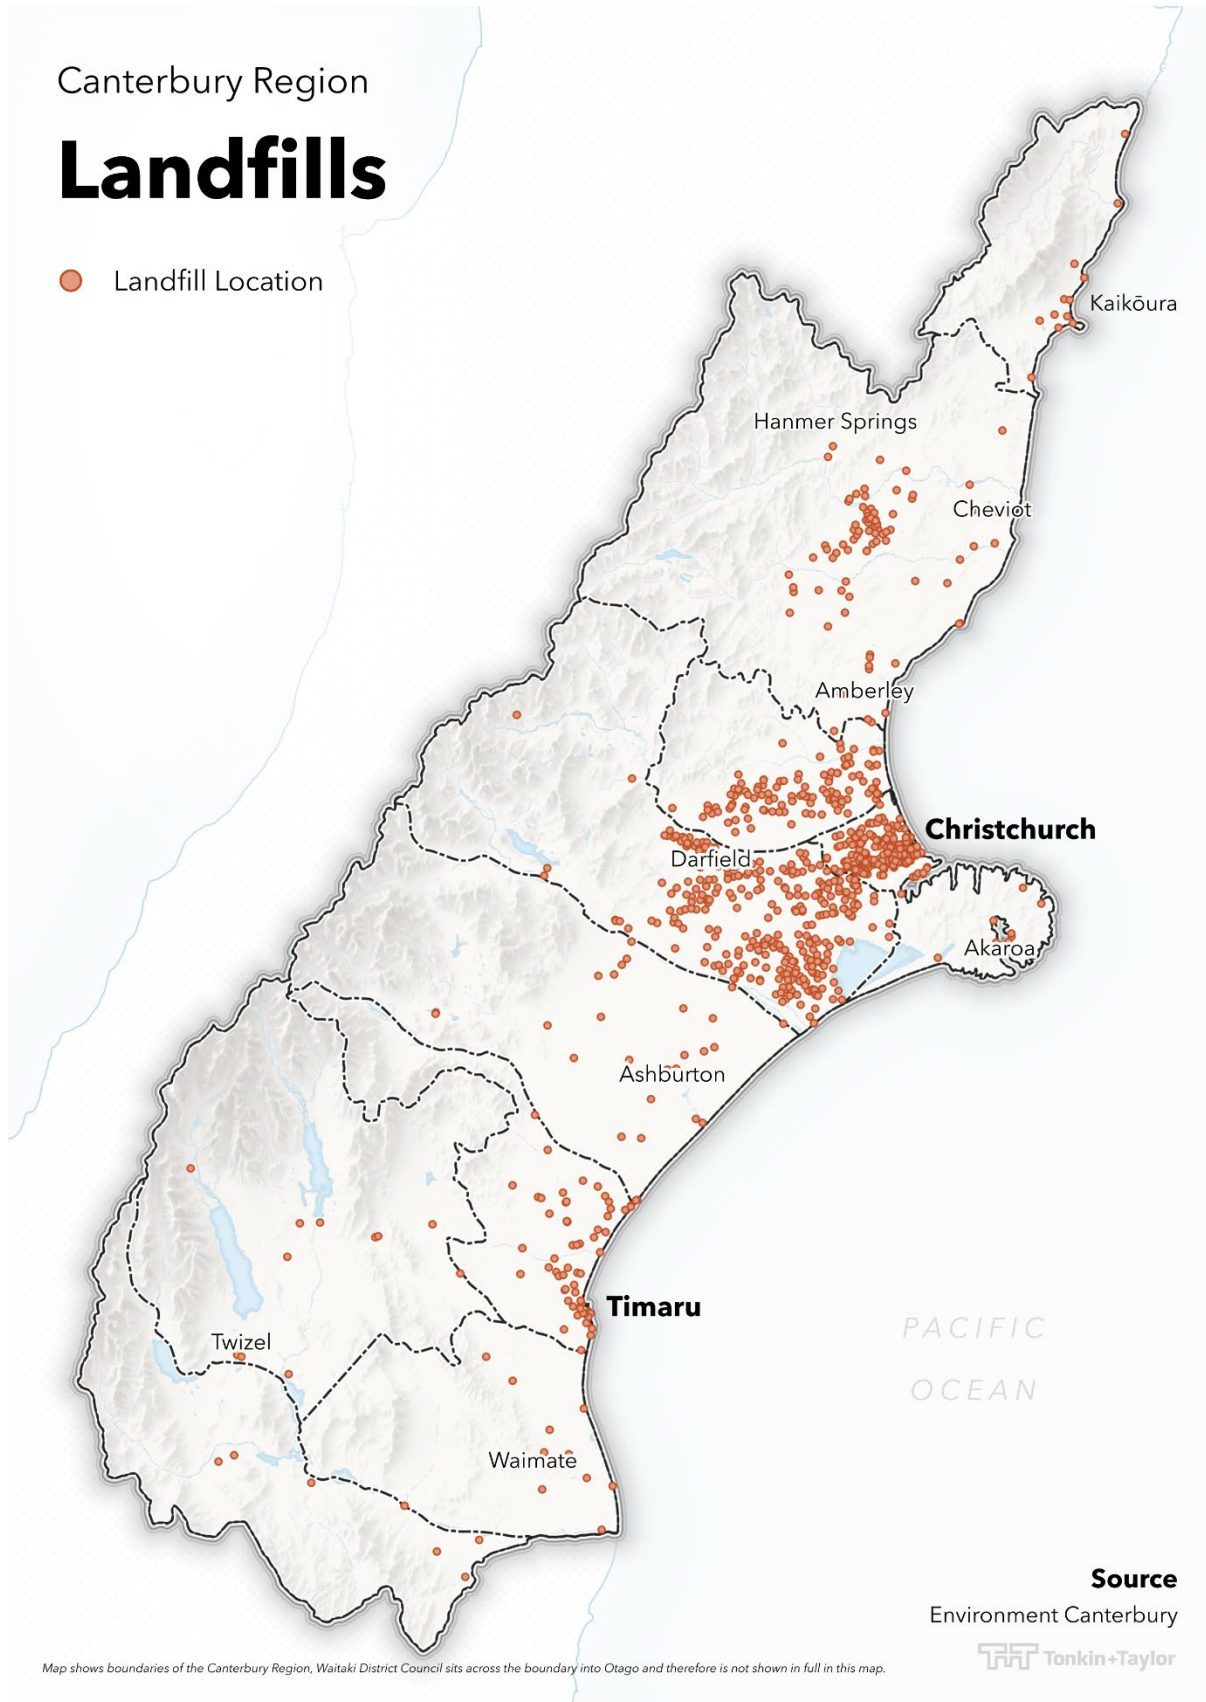 Canterbury Region
Landfills
Landfill Location
Kaikōura
Hanmer Springs
Cheviot
Amberley
Christchurch
Darfield
Akaroa
Ashburton
Timaru
Twizel
Waimate
PACIFIC
OCEAN
Source
Environment Canterbury
Tonkin+Taylor
Map shows boundaries of the Canterbury Region, Waitaki District Council sits across the boundary into Otago and therefore is not shown in full in this map.